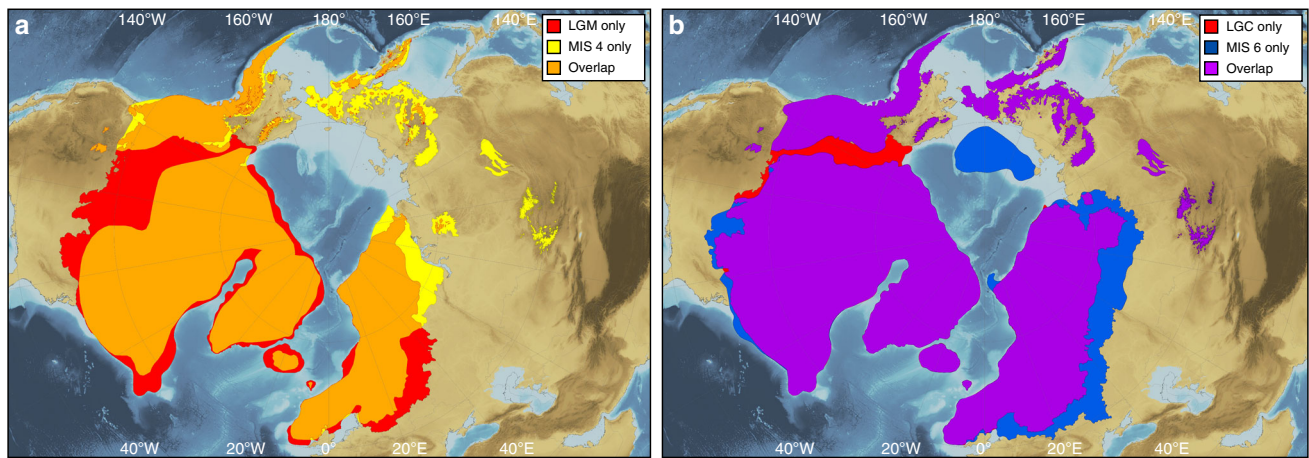 a
140°W 160°W 180° 160°E 140°E
LGM only
MIS 4 only
Overlap
40°W 20°W 0° 20°E 40°E
b
140°W 160°W 180° 160°E 140°E
LGC only
MIS 6 only
Overlap
40°W 20°W 0° 20°E 40°E